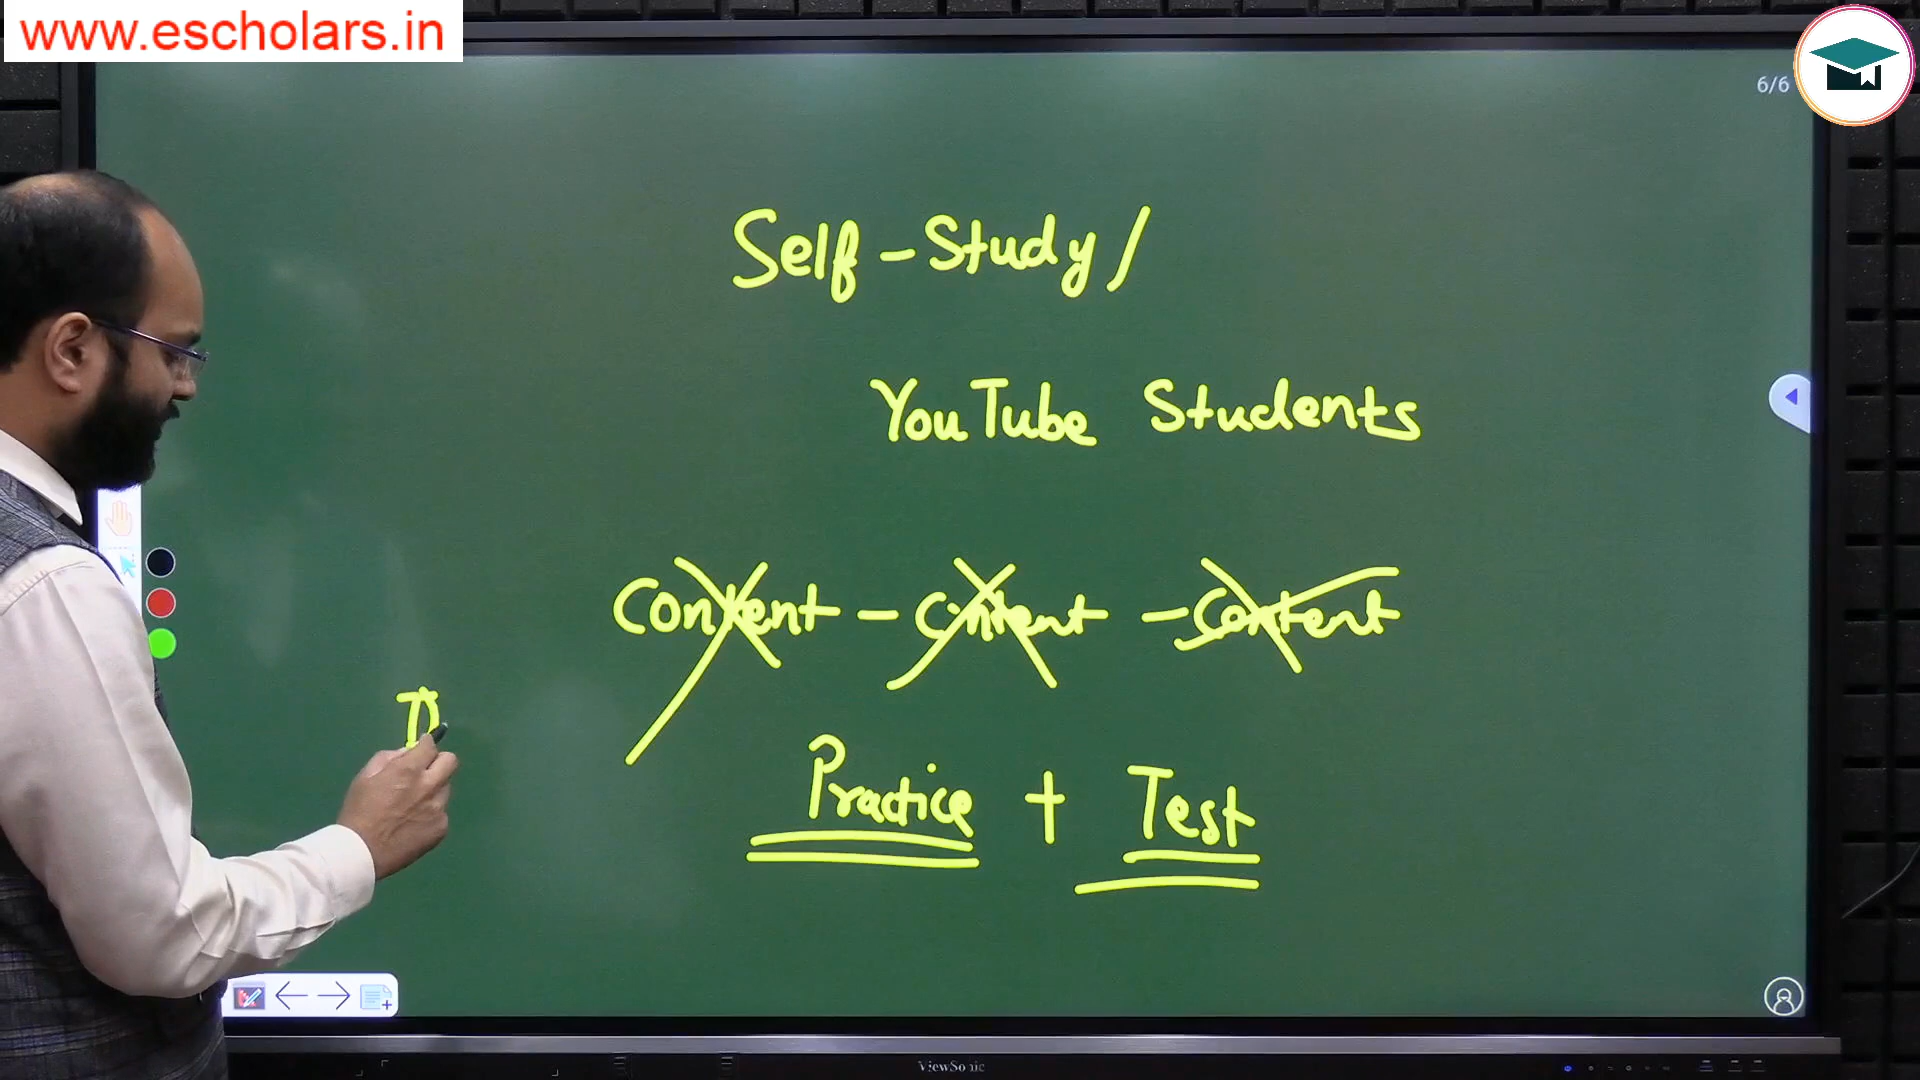 www.escholars.in
6/6
Self-Study/
YouTube Students
Content - Content - Content
Practice + Test
ViewSonic